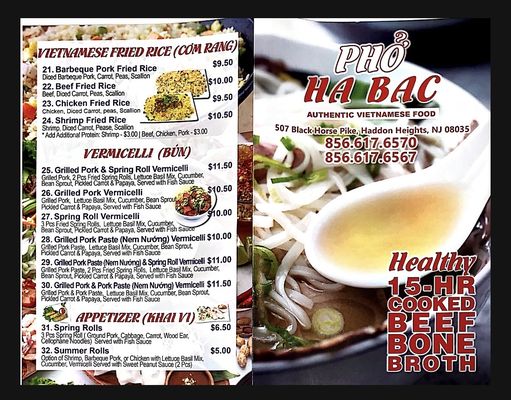 VIETNAMESE FRIED RICE (CƠM RANG)
21. Barbeque Pork Fried Rice $9.50
Diced Barbeque Pork, Carrot, Peas, Scallion
22. Beef Fried Rice $10.00
Beef, Diced Carrot, Peas, Scallion
23. Chicken Fried Rice $9.50
Chicken, Diced Carrot, peas, Scallion
24. Shrimp Fried Rice $10.50
Shrimp, Diced Carrot, Pease, Scallion
* Add Additional Protein: Shrimp - $3.00 | Beef, Chicken, Pork - $3.00
VERMICELLI (BÚN)
25. Grilled Pork & Spring Roll Vermicelli $11.50
Grilled Pork, 2 Pcs Fried Spring Rolls, Lettuce Basil Mix, Cucumber,
Bean Sprout, Pickled Carrot & Papaya, Served with Fish Sauce
26. Grilled Pork Vermicelli $10.50
Grilled Pork, Lettuce Basil Mix, Cucumber, Bean Sprout,
Pickled Carrot & Papaya, Served with Fish Sauce
27. Spring Roll Vermicelli $10.00
3 Pcs Fried Spring Roll, Lettuce Basil Mix, Cucumber,
Bean Sprout, Pickled Carrot & Papaya, Served with Fish Sauce
28. Grilled Pork Paste (Nem Nướng) Vermicelli $10.00
Grilled Pork Paste, Lettuce Basil Mix, Cucumber, Bean Sprout,
Pickled Carrot & Papaya, Served with Fish Sauce
29. Grilled Pork Paste (Nem Nướng) & Spring Roll Vermicelli $11.00
Grilled Pork Paste, 2 Pcs Fried Spring Rolls, Lettuce Basil Mix, Cucumber,
Bean Sprout, Pickled Carrot & Papaya, Served with Fish Sauce
30. Grilled Pork & Pork Paste (Nem Nướng) Vermicelli $11.50
Grilled Pork & Pork Paste, Lettuce Basil Mix, Cucumber, Bean Sprout,
Pickled Carrot & Papaya, Served with Fish Sauce
APPETIZER (KHAI VỊ)
31. Spring Rolls $6.50
3 Pcs Spring Roll ( Ground Pork, Cabbage, Carrot, Wood Ear,
Cellophane Noodles) Served with Fish Sauce
32. Summer Rolls $5.00
Option of Shrimp, Barbeque Pork, or Chicken with Lettuce Basil Mix,
Cucumber, Vermicelli Served with Sweet Peanut Sauce (2 Pcs)
PHỞ
HA BAC
AUTHENTIC VIETNAMESE FOOD
507 Black Horse Pike, Haddon Heights, NJ 08035
856.617.6570
856.617.6567
Healthy
15-HR
COOKED
BEEF
BONE
BROTH